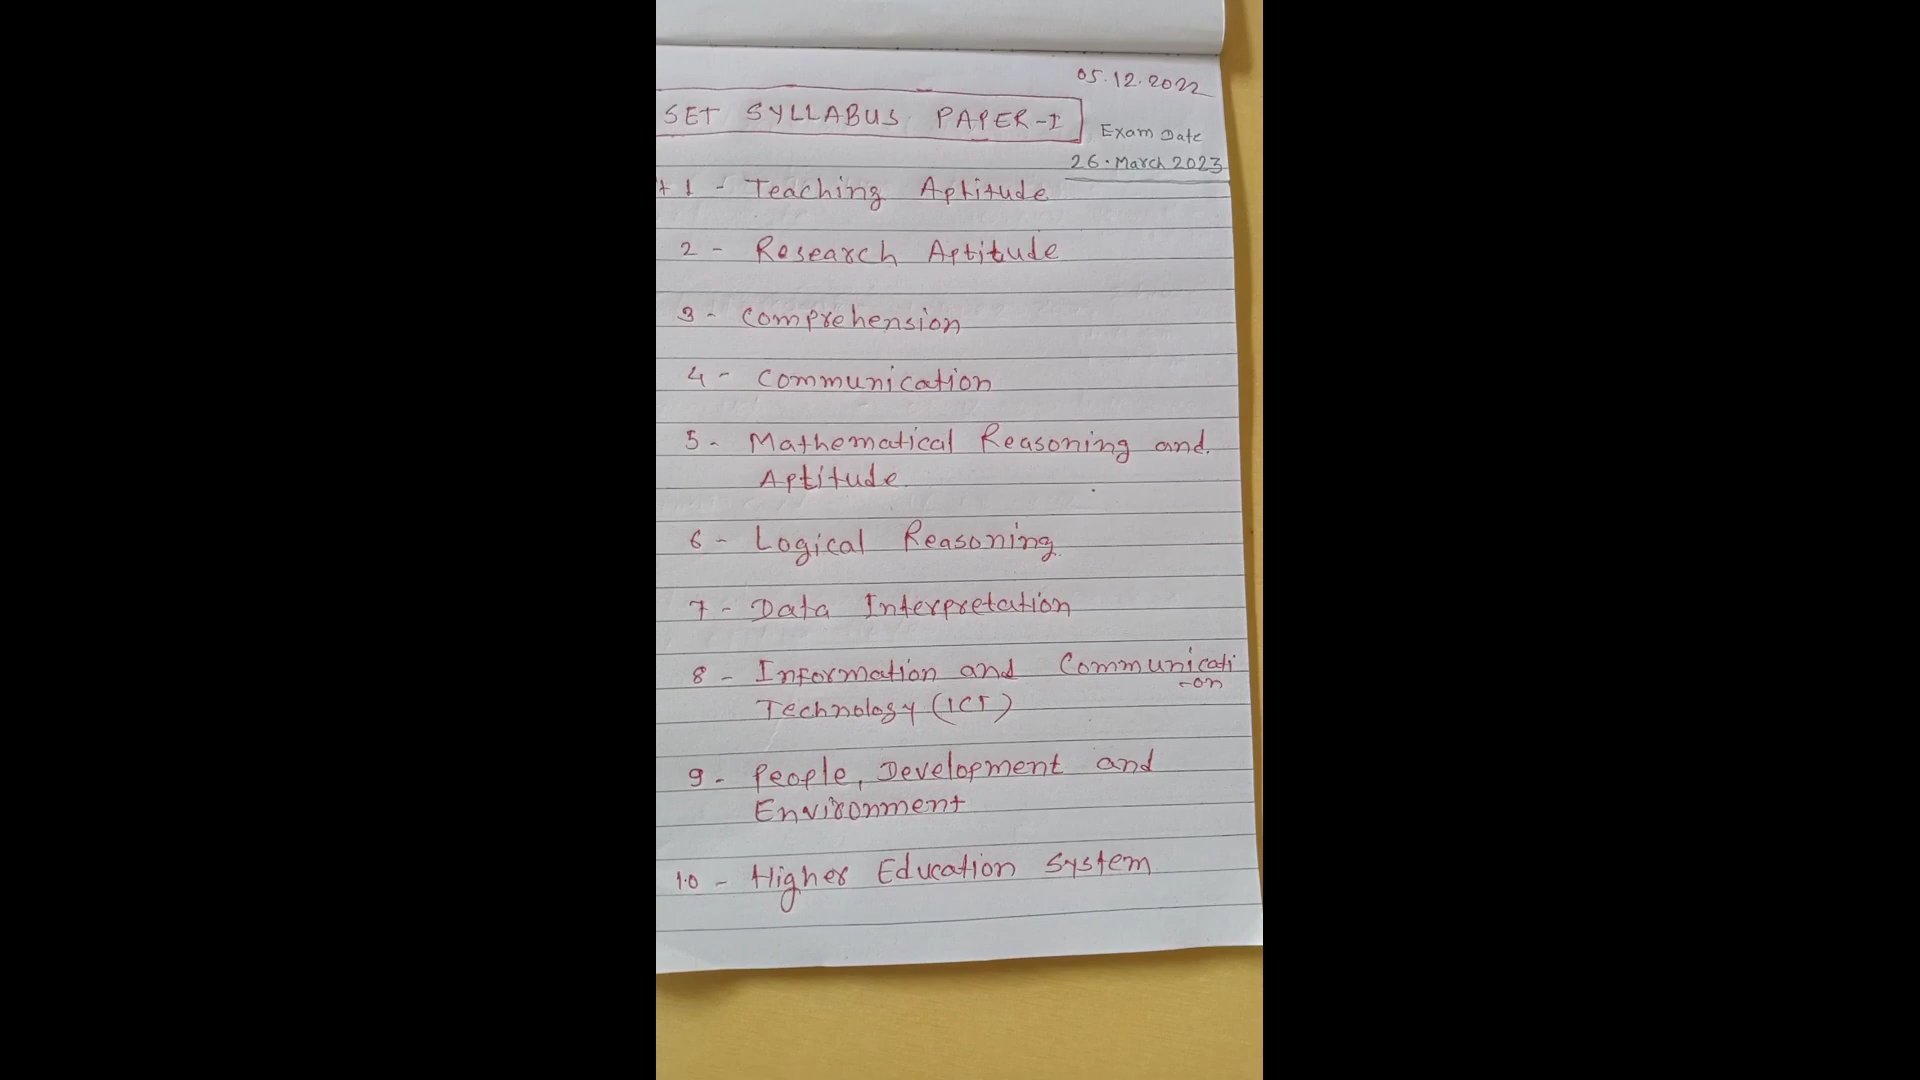 05.12.2022
SET SYLLABUS PAPER-I
Exam Date
26. March 2023
1 - Teaching Aptitude
2 - Research Aptitude
3 - Comprehension
4 - Communication
5 - Mathematical Reasoning and
Aptitude
6 - Logical Reasoning
7 - Data Interpretation
8 - Information and Communicati
-on
Technology (ICT)
9 - People, Development and
Environment
10 - Higher Education System